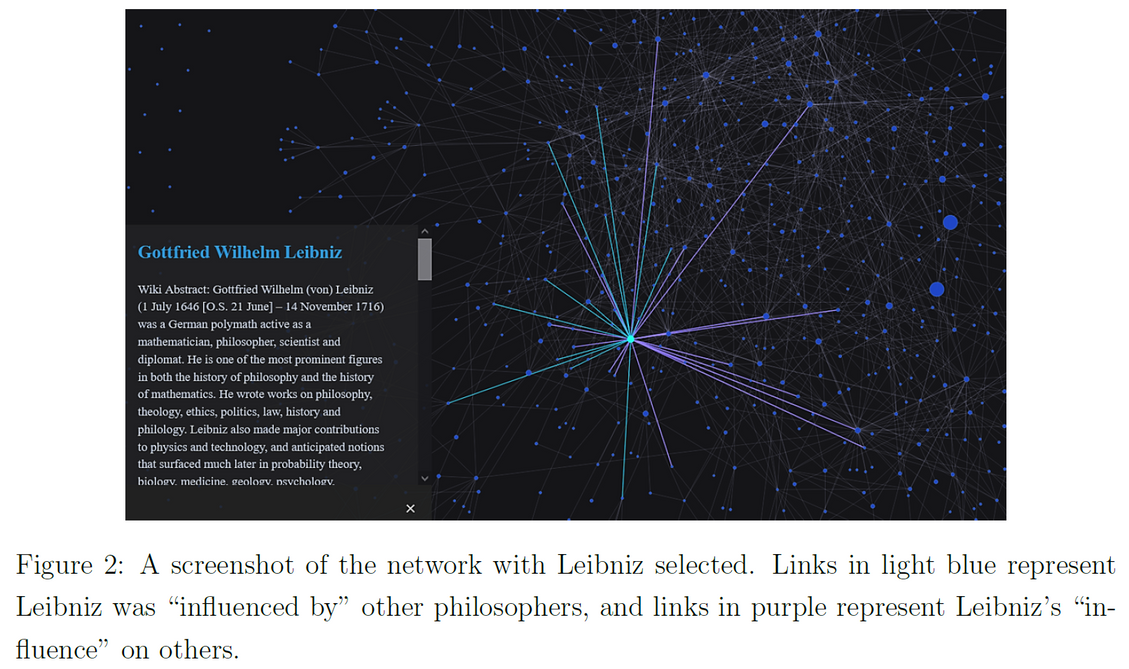 Gottfried Wilhelm Leibniz
Wiki Abstract: Gottfried Wilhelm (von) Leibniz
(1 July 1646 [O.S. 21 June] – 14 November 1716)
was a German polymath active as a
mathematician, philosopher, scientist and
diplomat. He is one of the most prominent figures
in both the history of philosophy and the history
of mathematics. He wrote works on philosophy,
theology, ethics, politics, law, history and
philology. Leibniz also made major contributions
to physics and technology, and anticipated notions
that surfaced much later in probability theory,
biology, medicine, geology, psychology,
Figure 2: A screenshot of the network with Leibniz selected. Links in light blue represent
Leibniz was “influenced by” other philosophers, and links in purple represent Leibniz’s “in-
fluence” on others.